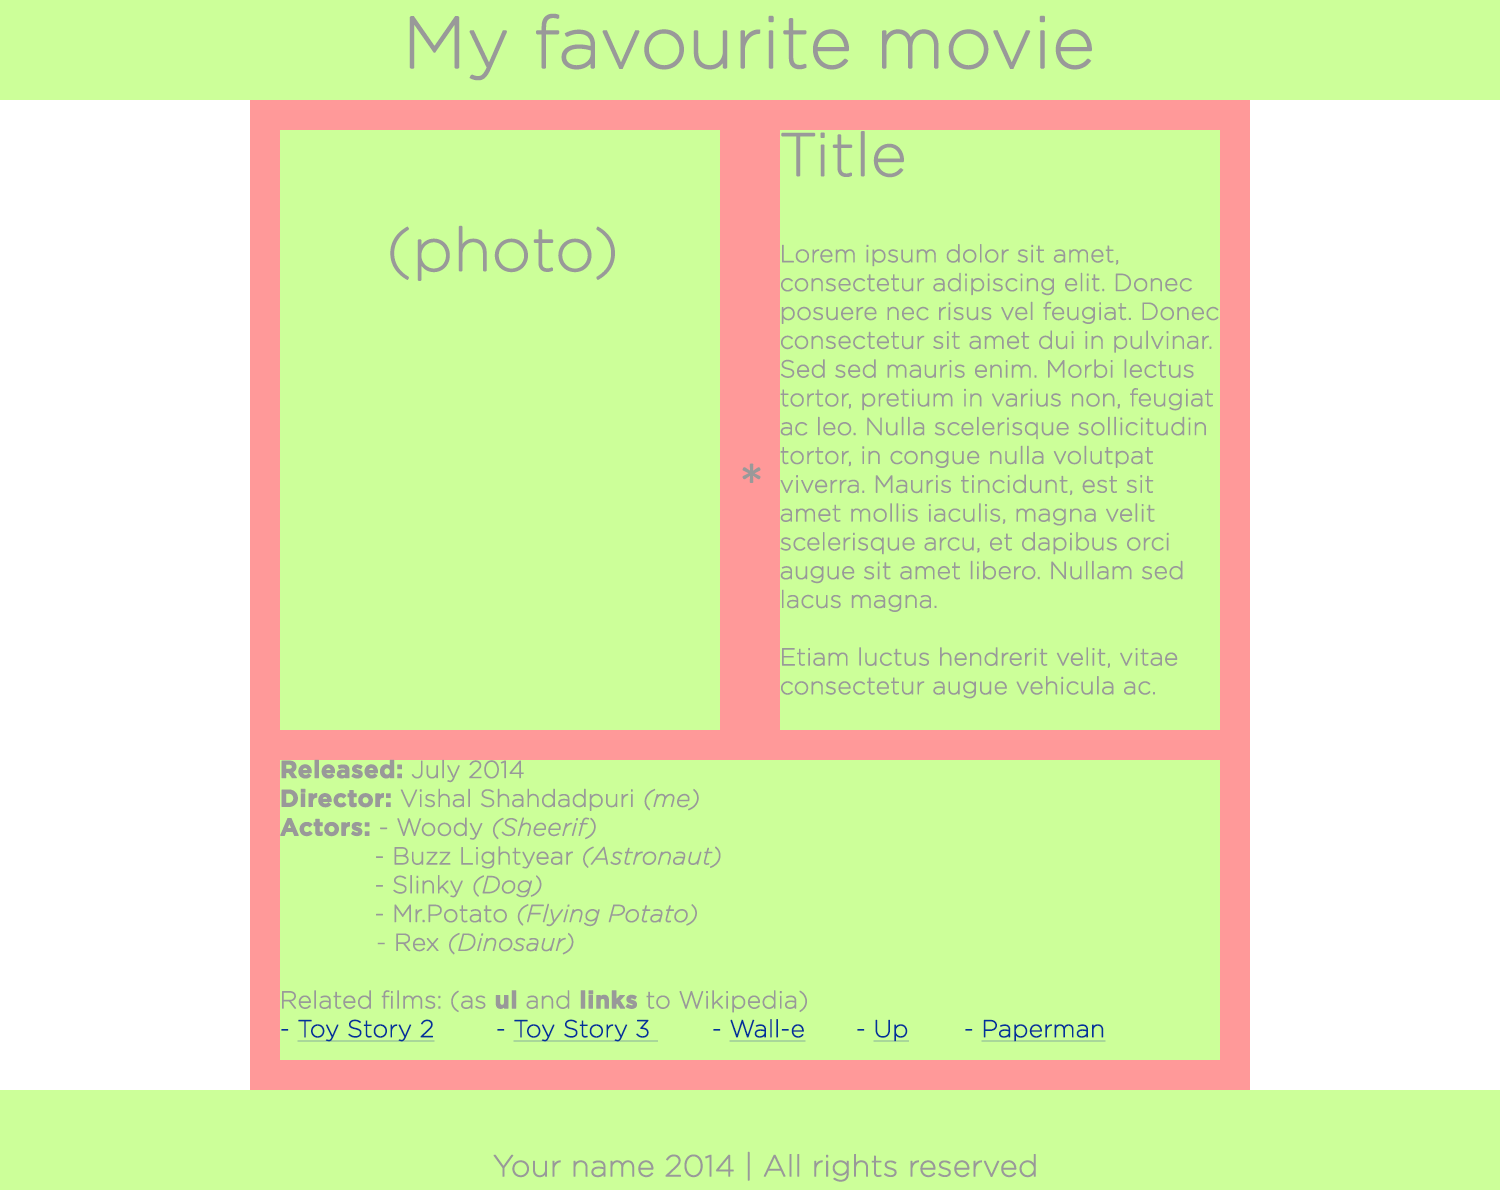 My favourite movie
(photo)
Title
Lorem ipsum dolor sit amet,
consectetur adipiscing elit. Donec
posuere nec risus vel feugiat. Donec
consectetur sit amet dui in pulvinar.
Sed sed mauris enim. Morbi lectus
tortor, pretium in varius non, feugiat
ac leo. Nulla scelerisque sollicitudin
tortor, in congue nulla volutpat
viverra. Mauris tincidunt, est sit
amet mollis iaculis, magna velit
scelerisque arcu, et dapibus orci
augue sit amet libero. Nullam sed
lacus magna.
Etiam luctus hendrerit velit, vitae
consectetur augue vehicula ac.
*
Released: July 2014
Director: Vishal Shahdadpuri (me)
Actors: - Woody (Sheerif)
- Buzz Lightyear (Astronaut)
- Slinky (Dog)
- Mr.Potato (Flying Potato)
- Rex (Dinosaur)
Related films: (as ul and links to Wikipedia)
- Toy Story 2 - Toy Story 3 - Wall-e - Up - Paperman
Your name 2014 | All rights reserved